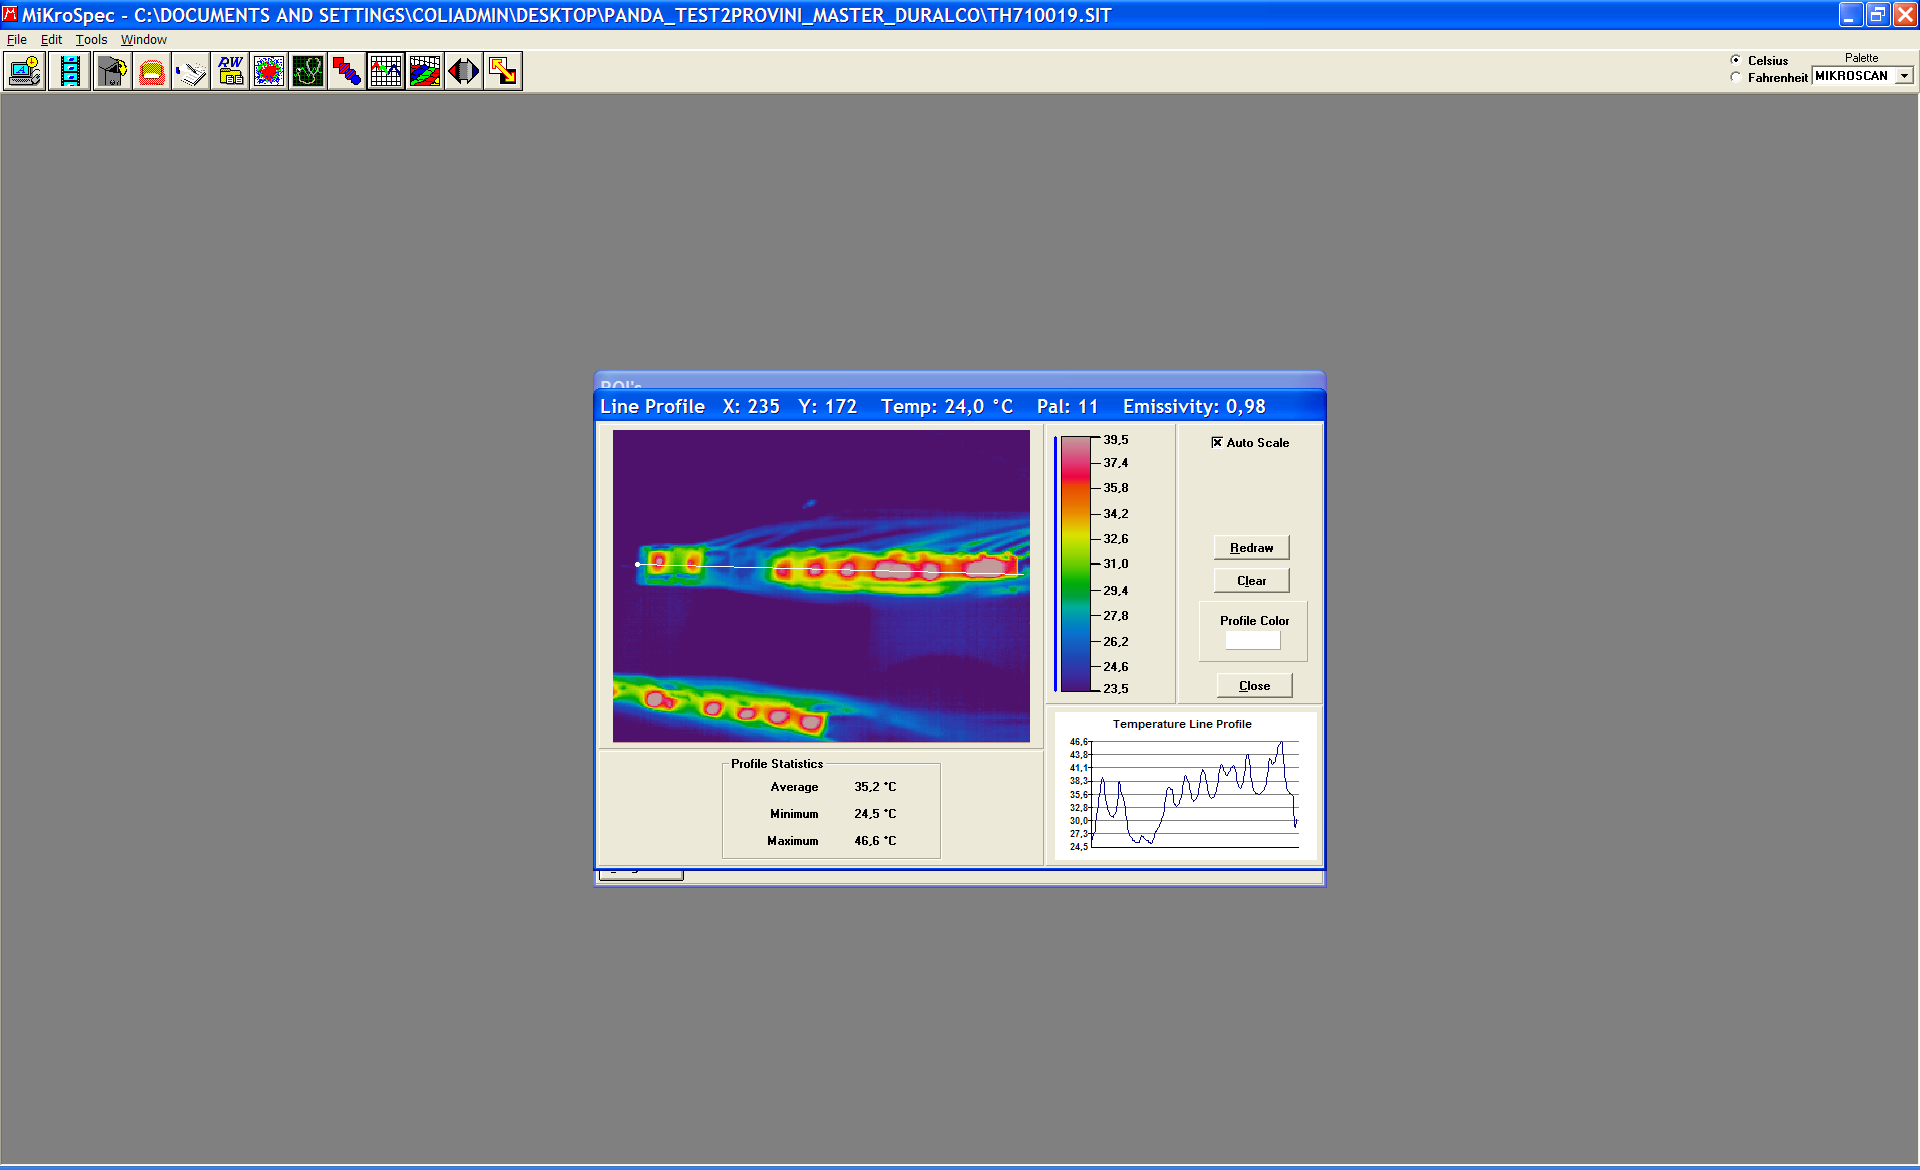 MiKroSpec - C:\DOCUMENTS AND SETTINGS\COLIADMIN\DESKTOP\PANDA_TEST2PROVINI_MASTER_DURALCO\TH710019.SIT
File Edit Tools Window
RW
Celsius
Fahrenheit
Palette
MIKROSCAN
ROI's
Line Profile X: 235 Y: 172 Temp: 24,0 °C Pal: 11 Emissivity: 0,98
39,5
37,4
35,8
34,2
32,6
31,0
29,4
27,8
26,2
24,6
23,5
Auto Scale
Redraw
Clear
Profile Color
Close
Profile Statistics
Average 35,2 °C
Minimum 24,5 °C
Maximum 46,6 °C
Temperature Line Profile
46,6
43,8
41,1
38,3
35,6
32,8
30,0
27,3
24,5